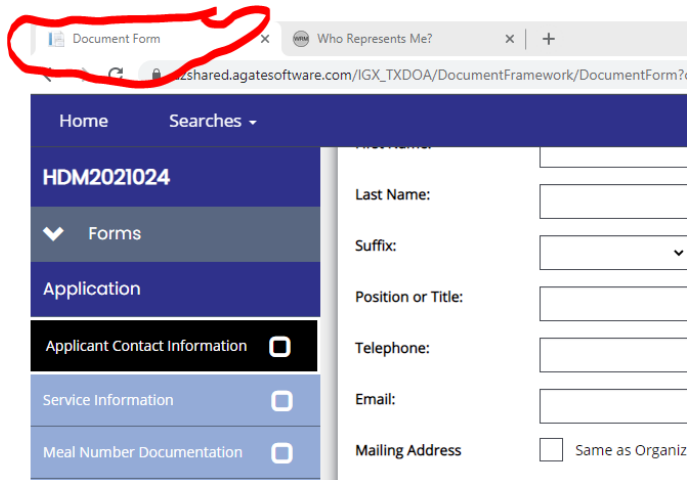 Document Form × WRM Who Represents Me? × +
zshared.agatesoftware.com/IGX_TXDOA/DocumentFramework/DocumentForm?
Home Searches
HDM2021024
Last Name:
Forms
Suffix:
Application
Position or Title:
Applicant Contact Information
Telephone:
Service Information
Email:
Meal Number Documentation
Mailing Address
Same as Organiz